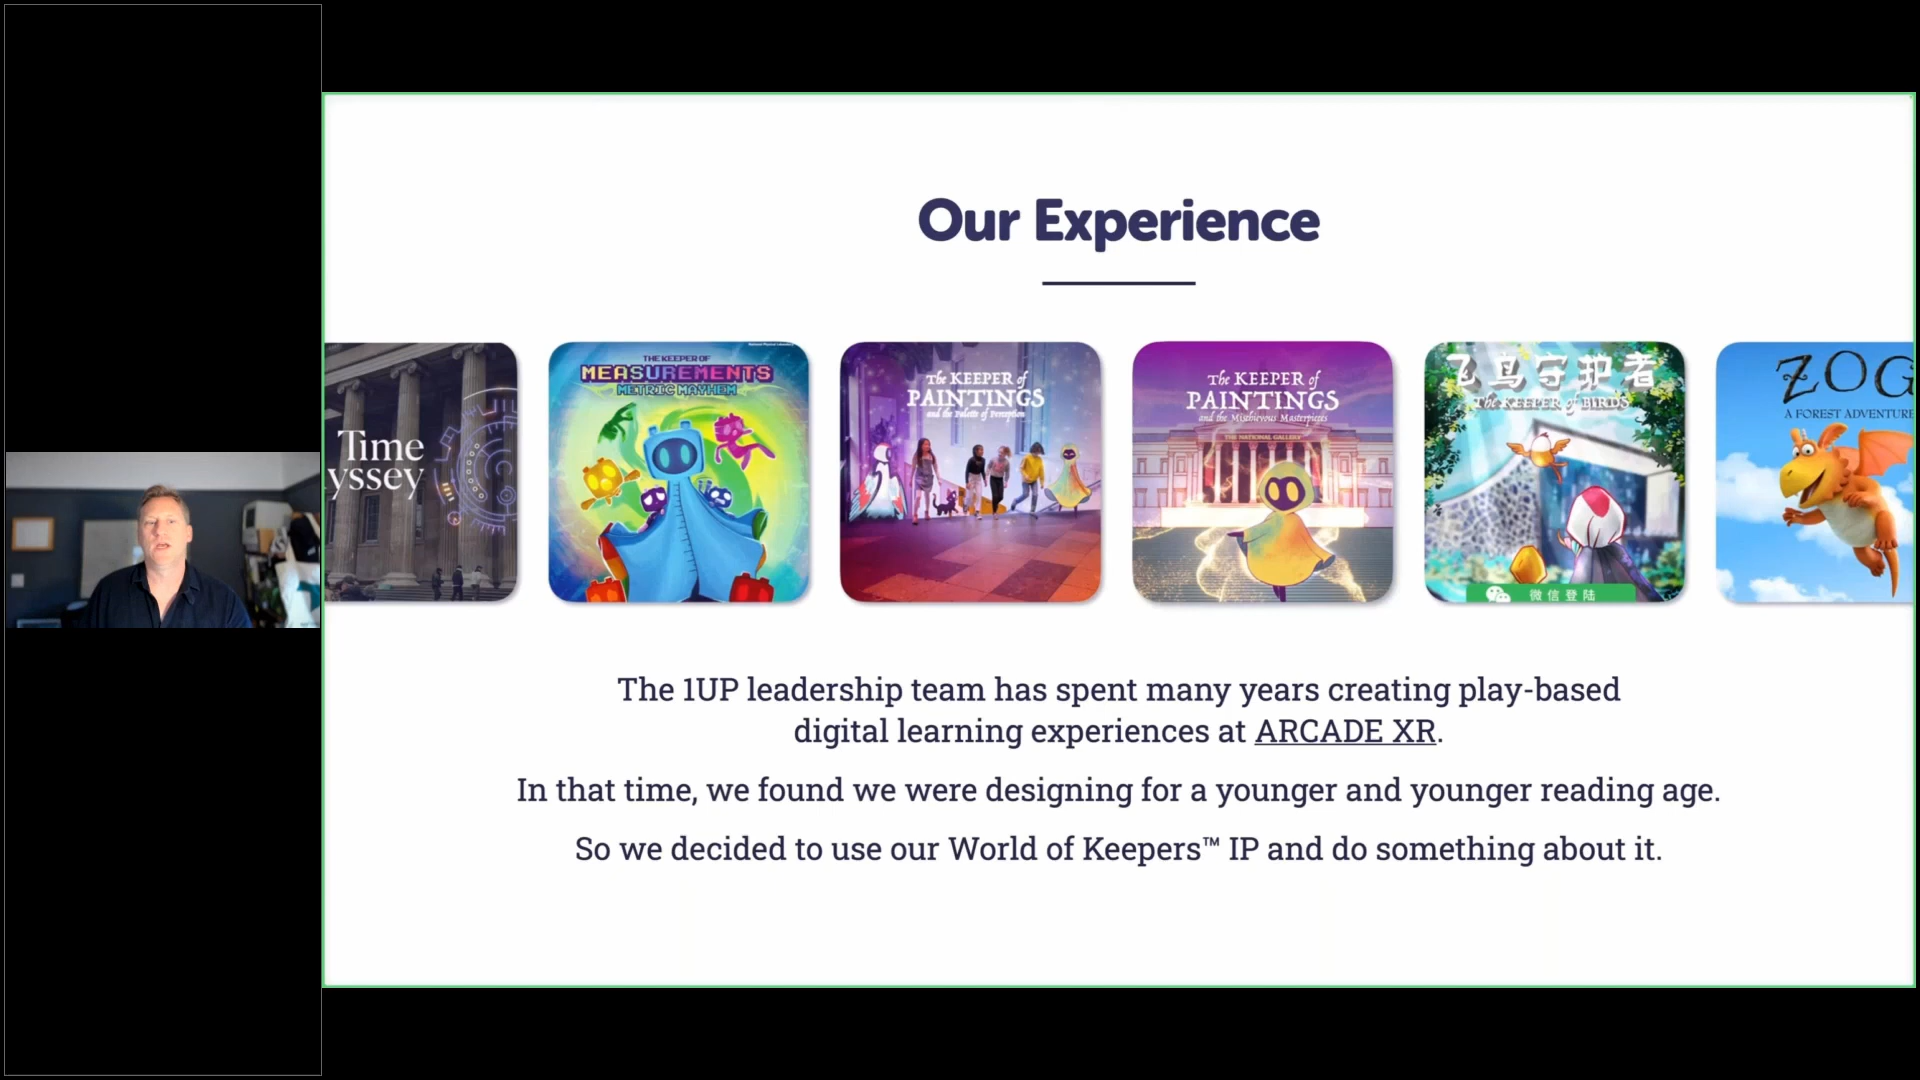 Our Experience
Time
yssey
THE KEEPER OF
MEASUREMENTS
METRIC MAYHEM
The KEEPER of
PAINTINGS
and the Palette of Perception
The KEEPER of
PAINTINGS
and the Mischievous Masterpieces
THE NATIONAL GALLERY
飞鸟守护者
The KEEPER of BIRDS
微信登陆
ZOG
A FOREST ADVENTURE
The 1UP leadership team has spent many years creating play-based
digital learning experiences at ARCADE XR.
In that time, we found we were designing for a younger and younger reading age.
So we decided to use our World of Keepers™ IP and do something about it.